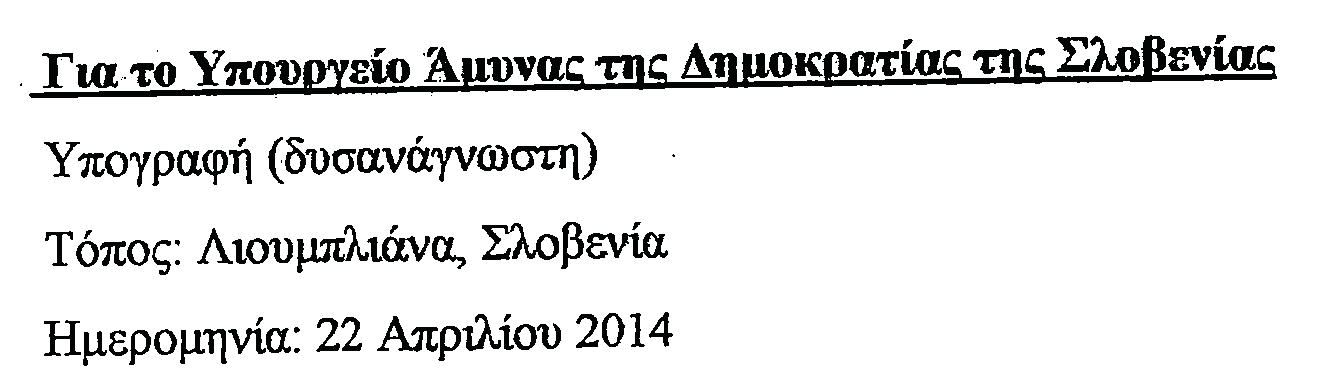 Για το Υπουργείο Άμυνας της Δημοκρατίας της Σλοβενίας
Υπογραφή (δυσανάγνωστη)
Τόπος: Λιουμπλιάνα, Σλοβενία
Ημερομηνία: 22 Απριλίου 2014